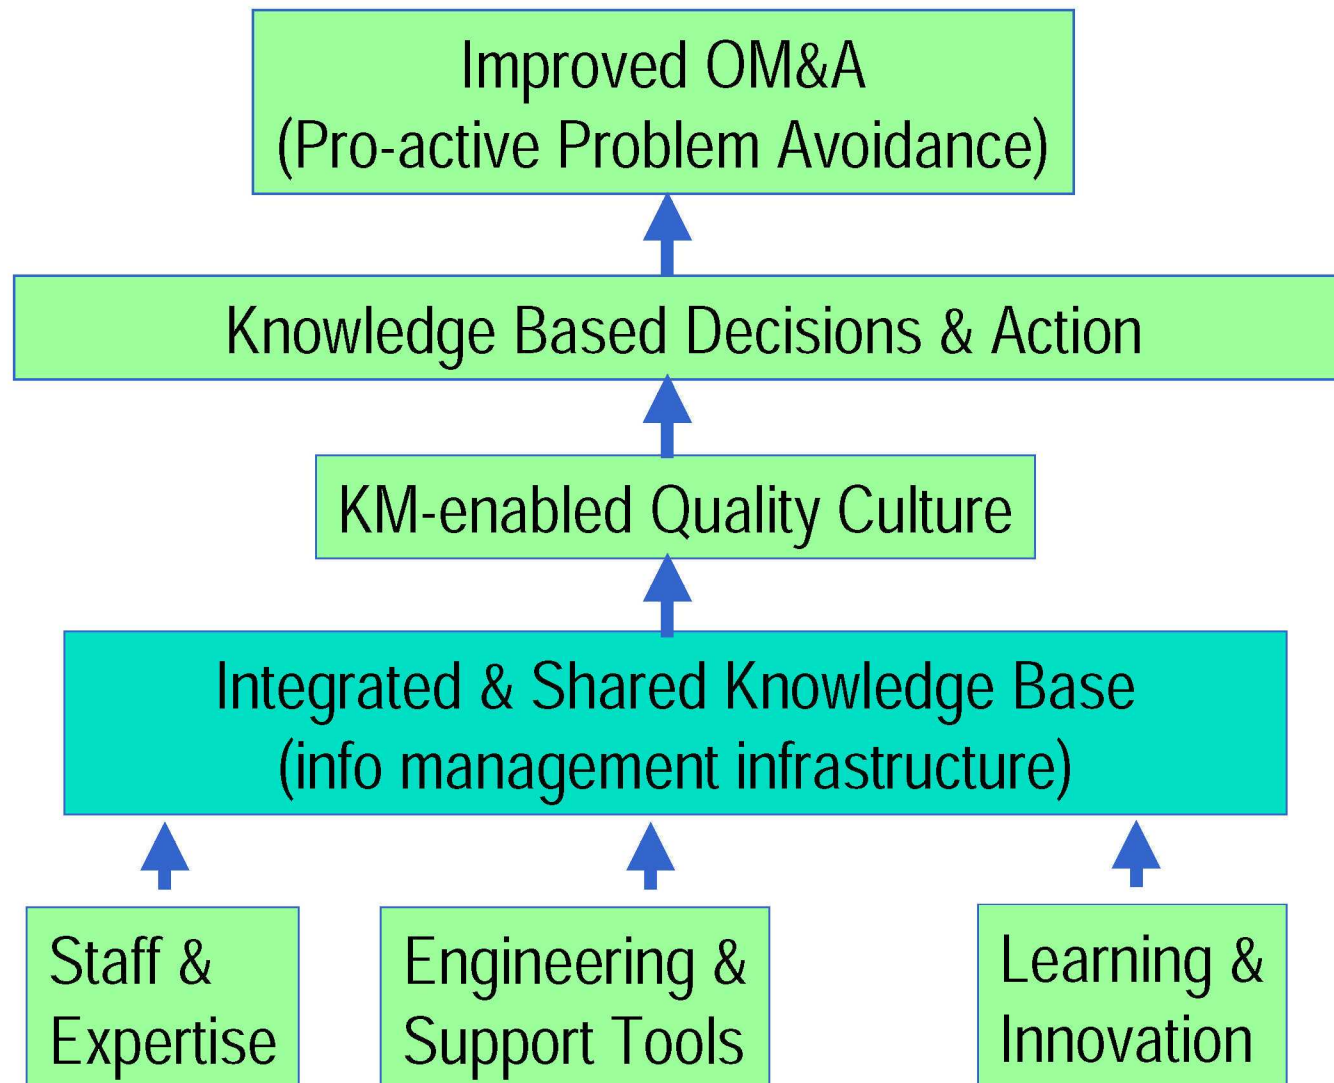 Improved OM&A
(Pro-active Problem Avoidance)
Knowledge Based Decisions & Action
KM-enabled Quality Culture
Integrated & Shared Knowledge Base
(info management infrastructure)
Staff &
Expertise
Engineering &
Support Tools
Learning &
Innovation